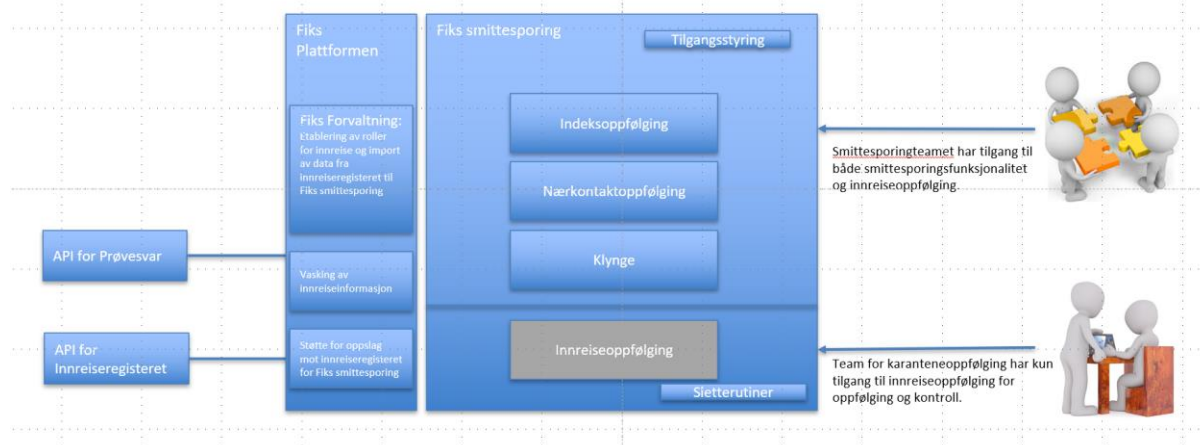 Fiks
Plattformen
Fiks Forvaltning:
Etablering av roller
for innreise og import
av data fra
Innreiseregisteret til
Fiks smittesporing
Vasking av
innreiseinformasjon
Støtte for oppslag
mot innreiseregisteret
for Fiks smittesporing
API for Prøvesvar
API for
Innreiseregisteret
Fiks smittesporing
Tilgangsstyring
Indeksoppfølging
Nærkontaktoppfølging
Klynge
Innreiseoppfølging
Sletterutiner
Smittesporingteamet har tilgang til
både smittesporingsfunksjonalitet
og innreiseoppfølging.
Team for karanteneoppfølging har kun
tilgang til innreiseoppfølging for
oppfølging og kontroll.